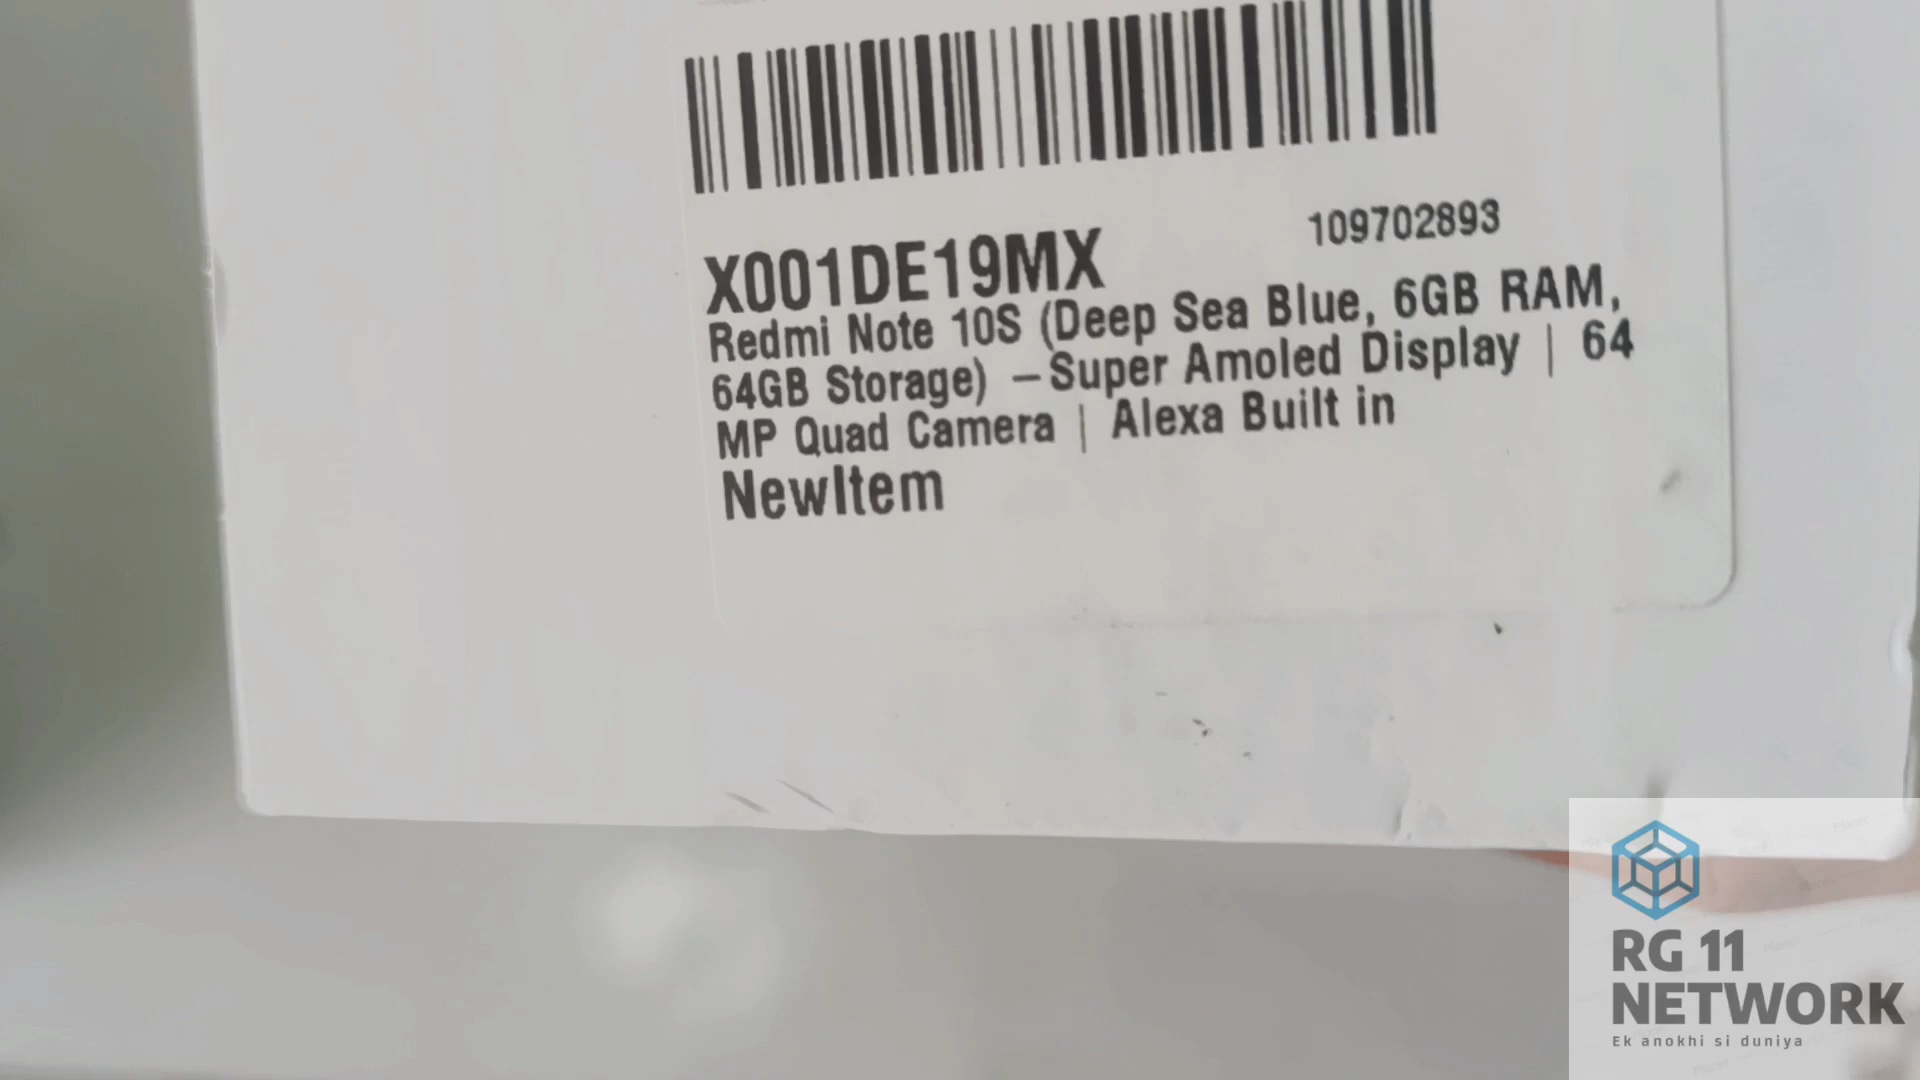 X001DE19MX 109702893
Redmi Note 10S (Deep Sea Blue, 6GB RAM,
64GB Storage) –Super Amoled Display | 64
MP Quad Camera | Alexa Built in
NewItem
RG 11
NETWORK
Ek anokhi si duniya